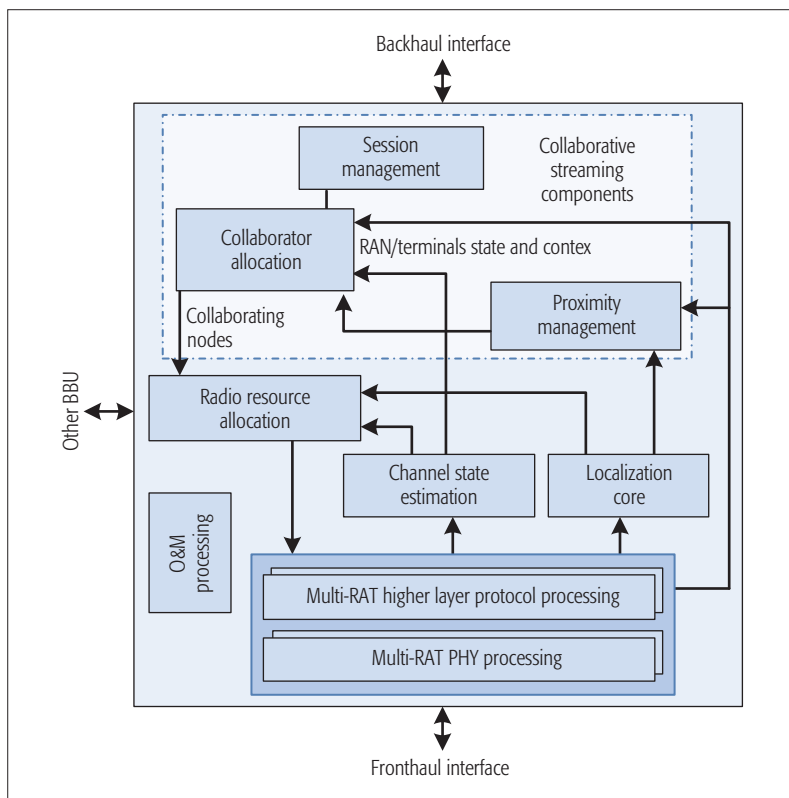 Backhaul interface
Session
management
Collaborative
streaming
components
Collaborator
allocation
RAN/terminals state and contex
Proximity
management
Collaborating
nodes
Other BBU
Radio resource
allocation
Channel state
estimation
Localization
core
O&M
processing
Multi-RAT higher layer protocol processing
Multi-RAT PHY processing
Fronthaul interface